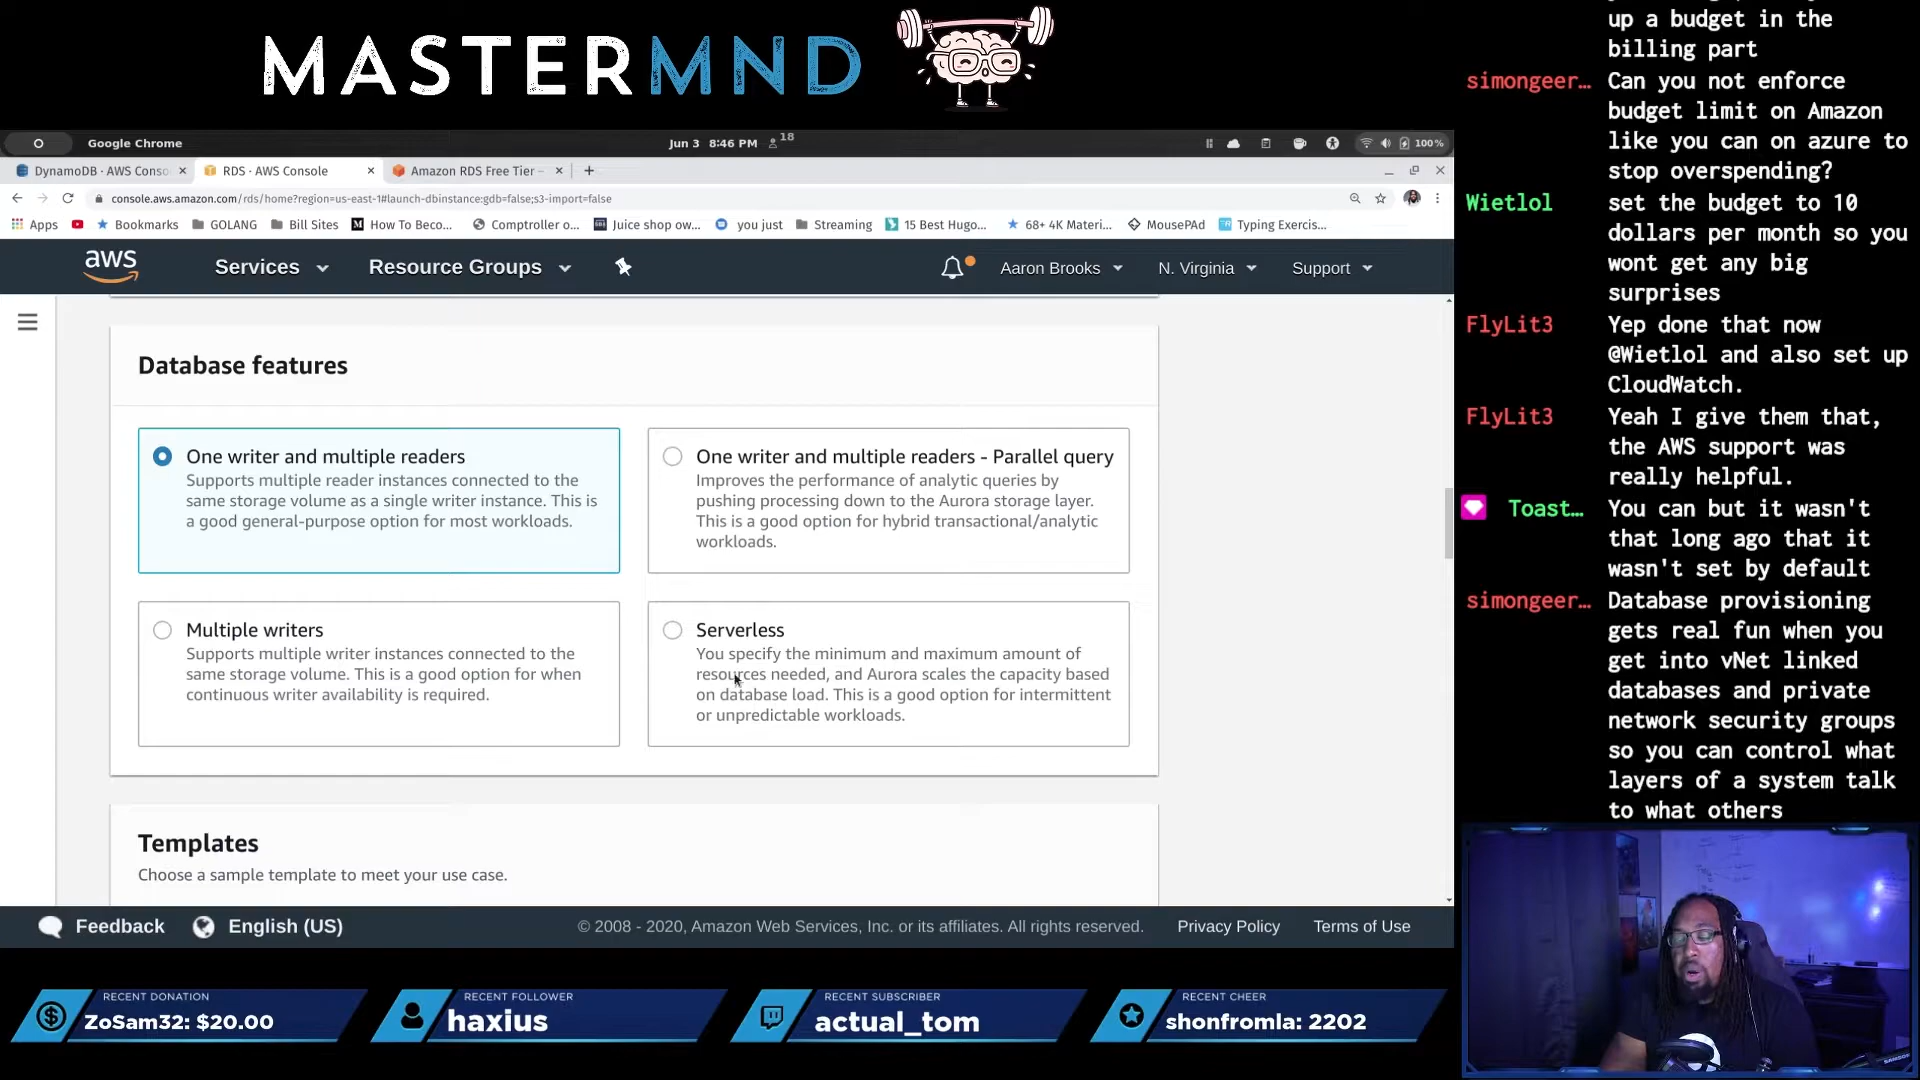 MASTERMND
Google Chrome
Jun 3 8:46 PM
18
100%
DynamoDB · AWS Conso
RDS · AWS Console
Amazon RDS Free Tier –
console.aws.amazon.com/rds/home?region=us-east-1#launch-dbinstance:gdb=false;s3-import=false
Apps
Bookmarks
GOLANG
Bill Sites
How To Beco...
Comptroller o...
Juice shop ow...
you just
Streaming
15 Best Hugo...
68+ 4K Materi...
MousePAd
Typing Exercis...
aws
Services
Resource Groups
Aaron Brooks
N. Virginia
Support
Database features
One writer and multiple readers
Supports multiple reader instances connected to the
same storage volume as a single writer instance. This is
a good general-purpose option for most workloads.
One writer and multiple readers - Parallel query
Improves the performance of analytic queries by
pushing processing down to the Aurora storage layer.
This is a good option for hybrid transactional/analytic
workloads.
Multiple writers
Supports multiple writer instances connected to the
same storage volume. This is a good option for when
continuous writer availability is required.
Serverless
You specify the minimum and maximum amount of
resources needed, and Aurora scales the capacity based
on database load. This is a good option for intermittent
or unpredictable workloads.
Templates
Choose a sample template to meet your use case.
Feedback
English (US)
© 2008 - 2020, Amazon Web Services, Inc. or its affiliates. All rights reserved.
Privacy Policy
Terms of Use
up a budget in the
billing part
simongeer… Can you not enforce
budget limit on Amazon
like you can on azure to
stop overspending?
Wietlol set the budget to 10
dollars per month so you
wont get any big
surprises
FlyLit3 Yep done that now
@Wietlol and also set up
CloudWatch.
FlyLit3 Yeah I give them that,
the AWS support was
really helpful.
Toast… You can but it wasn't
that long ago that it
wasn't set by default
simongeer… Database provisioning
gets real fun when you
get into vNet linked
databases and private
network security groups
so you can control what
layers of a system talk
to what others
RECENT DONATION
ZoSam32: $20.00
RECENT FOLLOWER
haxius
RECENT SUBSCRIBER
actual_tom
RECENT CHEER
shonfromla: 2202